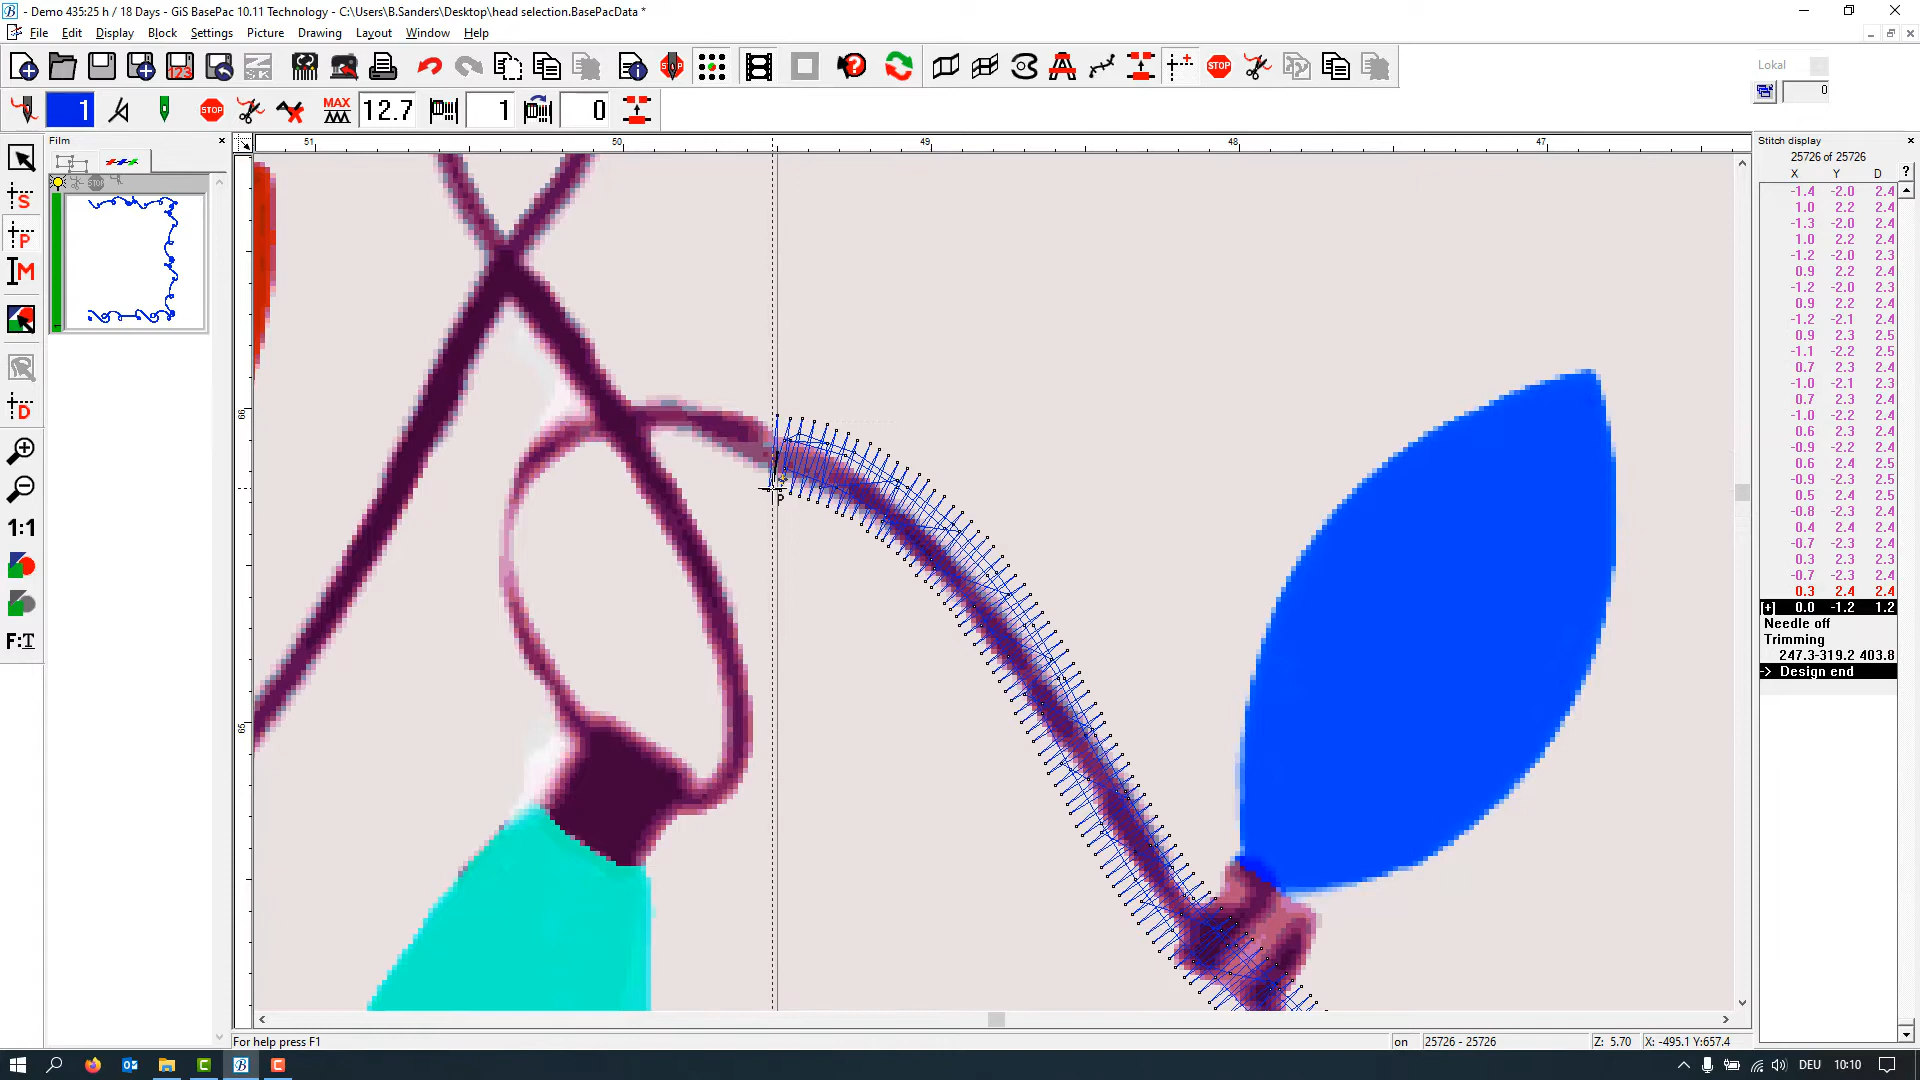 - Demo 435:25 h / 18 Days - GiS BasePac 10.11 Technology - C:\Users\B.Sanders\Desktop\head selection.BasePacData *
File Edit Display Block Settings Picture Drawing Layout Window Help
Lokal
0
1 STOP MAX 12.7 1 0
Film
Stitch display
25726 of 25726
X Y D
-1.4 -2.0 2.4
1.0 2.2 2.4
-1.3 -2.0 2.4
1.0 2.2 2.4
-1.2 -2.0 2.3
0.9 2.2 2.4
-1.2 -2.0 2.3
0.9 2.2 2.4
-1.2 -2.1 2.4
0.9 2.3 2.5
-1.1 -2.2 2.5
0.7 2.3 2.4
-1.0 -2.1 2.3
0.7 2.3 2.4
-1.0 -2.2 2.4
0.6 2.3 2.4
-0.9 -2.2 2.4
0.6 2.4 2.5
-0.9 -2.3 2.5
0.5 2.4 2.4
-0.8 -2.3 2.4
0.4 2.4 2.4
-0.7 -2.3 2.4
0.3 2.3 2.3
-0.7 -2.3 2.4
0.3 2.4 2.4
[+] 0.0 -1.2 1.2
Needle off
Trimming
247.3-319.2 403.8
-> Design end
51 50 49 48 47
66
65
S
P
M
D
1:1
F:T
For help press F1
on 25726 - 25726 Z: 5.70 X: -495.1 Y:657.4
DEU 10:10